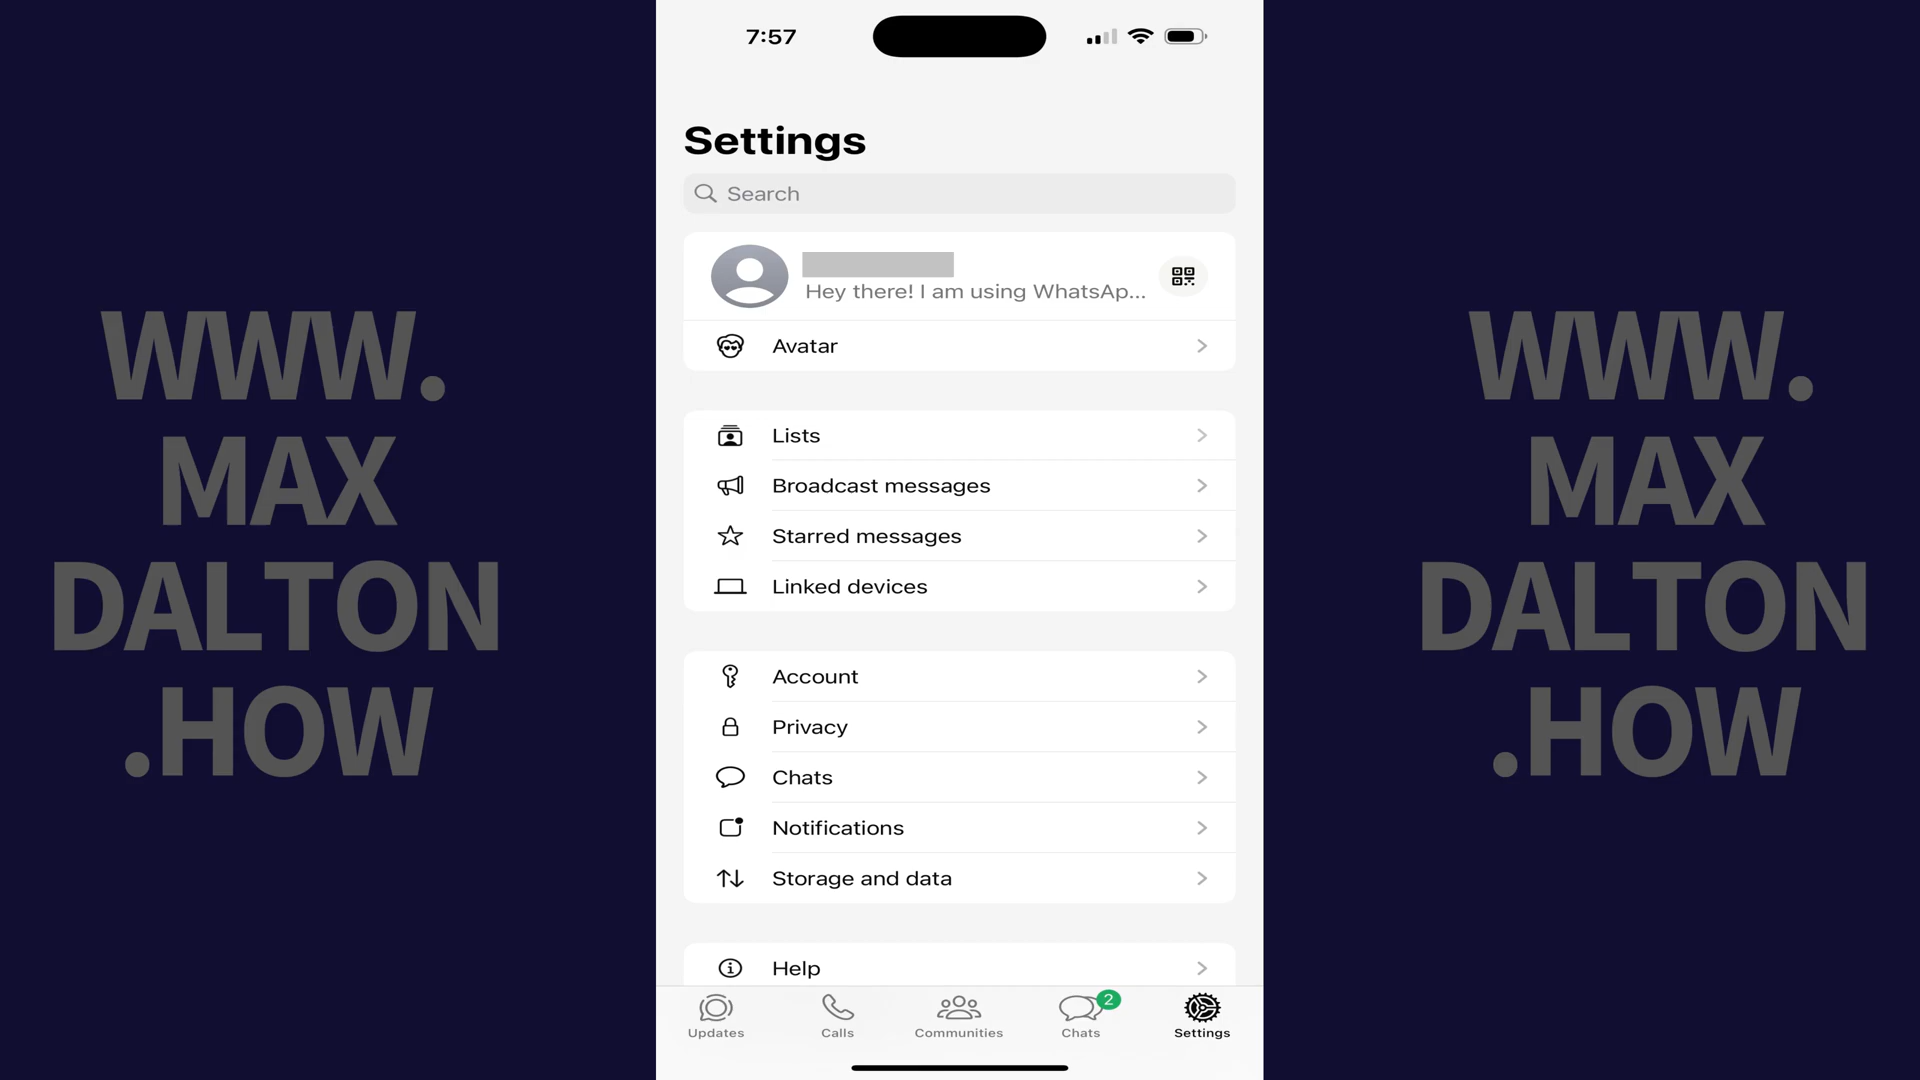 7:57
Settings
Search
Hey there! I am using WhatsAp...
Avatar
Lists
Broadcast messages
Starred messages
Linked devices
Account
Privacy
Chats
Notifications
Storage and data
Help
Updates
Calls
Communities
2
Chats
Settings
WWW.
MAX
DALTON
.HOW
WWW.
MAX
DALTON
.HOW